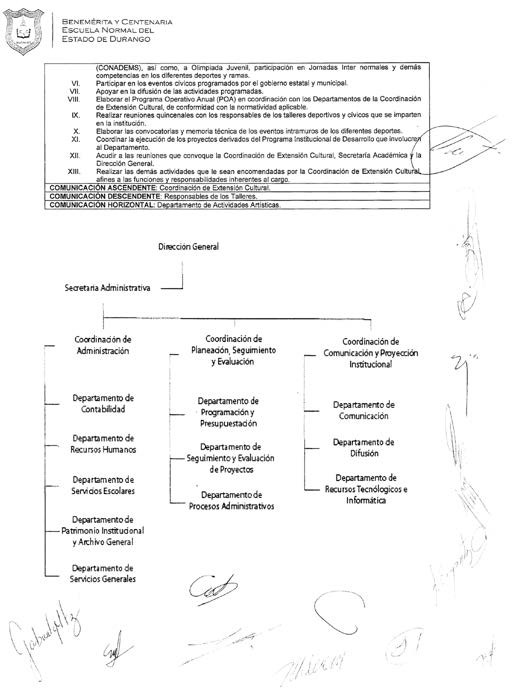 BENEMÉRITA Y CENTENARIA
ESCUELA NORMAL DEL
ESTADO DE DURANGO
(CONADEMS), así como, a Olimpiada Juvenil, participación en Jornadas Inter normales y demás
competencias en los diferentes deportes y ramas.
VI. Participar en los eventos cívicos programados por el gobierno estatal y municipal.
VII. Apoyar en la difusión de las actividades programadas.
VIII. Elaborar el Programa Operativo Anual (POA) en coordinación con los Departamentos de la Coordinación
de Extensión Cultural, de conformidad con la normatividad aplicable.
IX. Realizar reuniones quincenales con los responsables de los talleres deportivos y cívicos que se imparten
en la institución.
X. Elaborar las convocatorias y memoria técnica de los eventos intramuros de los diferentes deportes.
XI. Coordinar la ejecución de los proyectos derivados del Programa Institucional de Desarrollo que involucren
al Departamento.
XII. Acudir a las reuniones que convoque la Coordinación de Extensión Cultural, Secretaría Académica y la
Dirección General.
XIII. Realizar las demás actividades que le sean encomendadas por la Coordinación de Extensión Cultural,
afines a las funciones y responsabilidades inherentes al cargo.
COMUNICACIÓN ASCENDENTE: Coordinación de Extensión Cultural.
COMUNICACIÓN DESCENDENTE: Responsables de los Talleres.
COMUNICACIÓN HORIZONTAL: Departamento de Actividades Artísticas.
Dirección General
Secretaria Administrativa
Coordinación de
Administración
Departamento de
Contabilidad
Departamento de
Recursos Humanos
Departamento de
Servicios Escolares
Departamento de
Patrimonio Institucional
y Archivo General
Departamento de
Servicios Generales
Coordinación de
Planeación, Seguimiento
y Evaluación
Departamento de
Programación y
Presupuestación
Departamento de
Seguimiento y Evaluación
de Proyectos
Departamento de
Procesos Administrativos
Coordinación de
Comunicación y Proyección
Institucional
Departamento de
Comunicación
Departamento de
Difusión
Departamento de
Recursos Tecnólogicos e
Informática